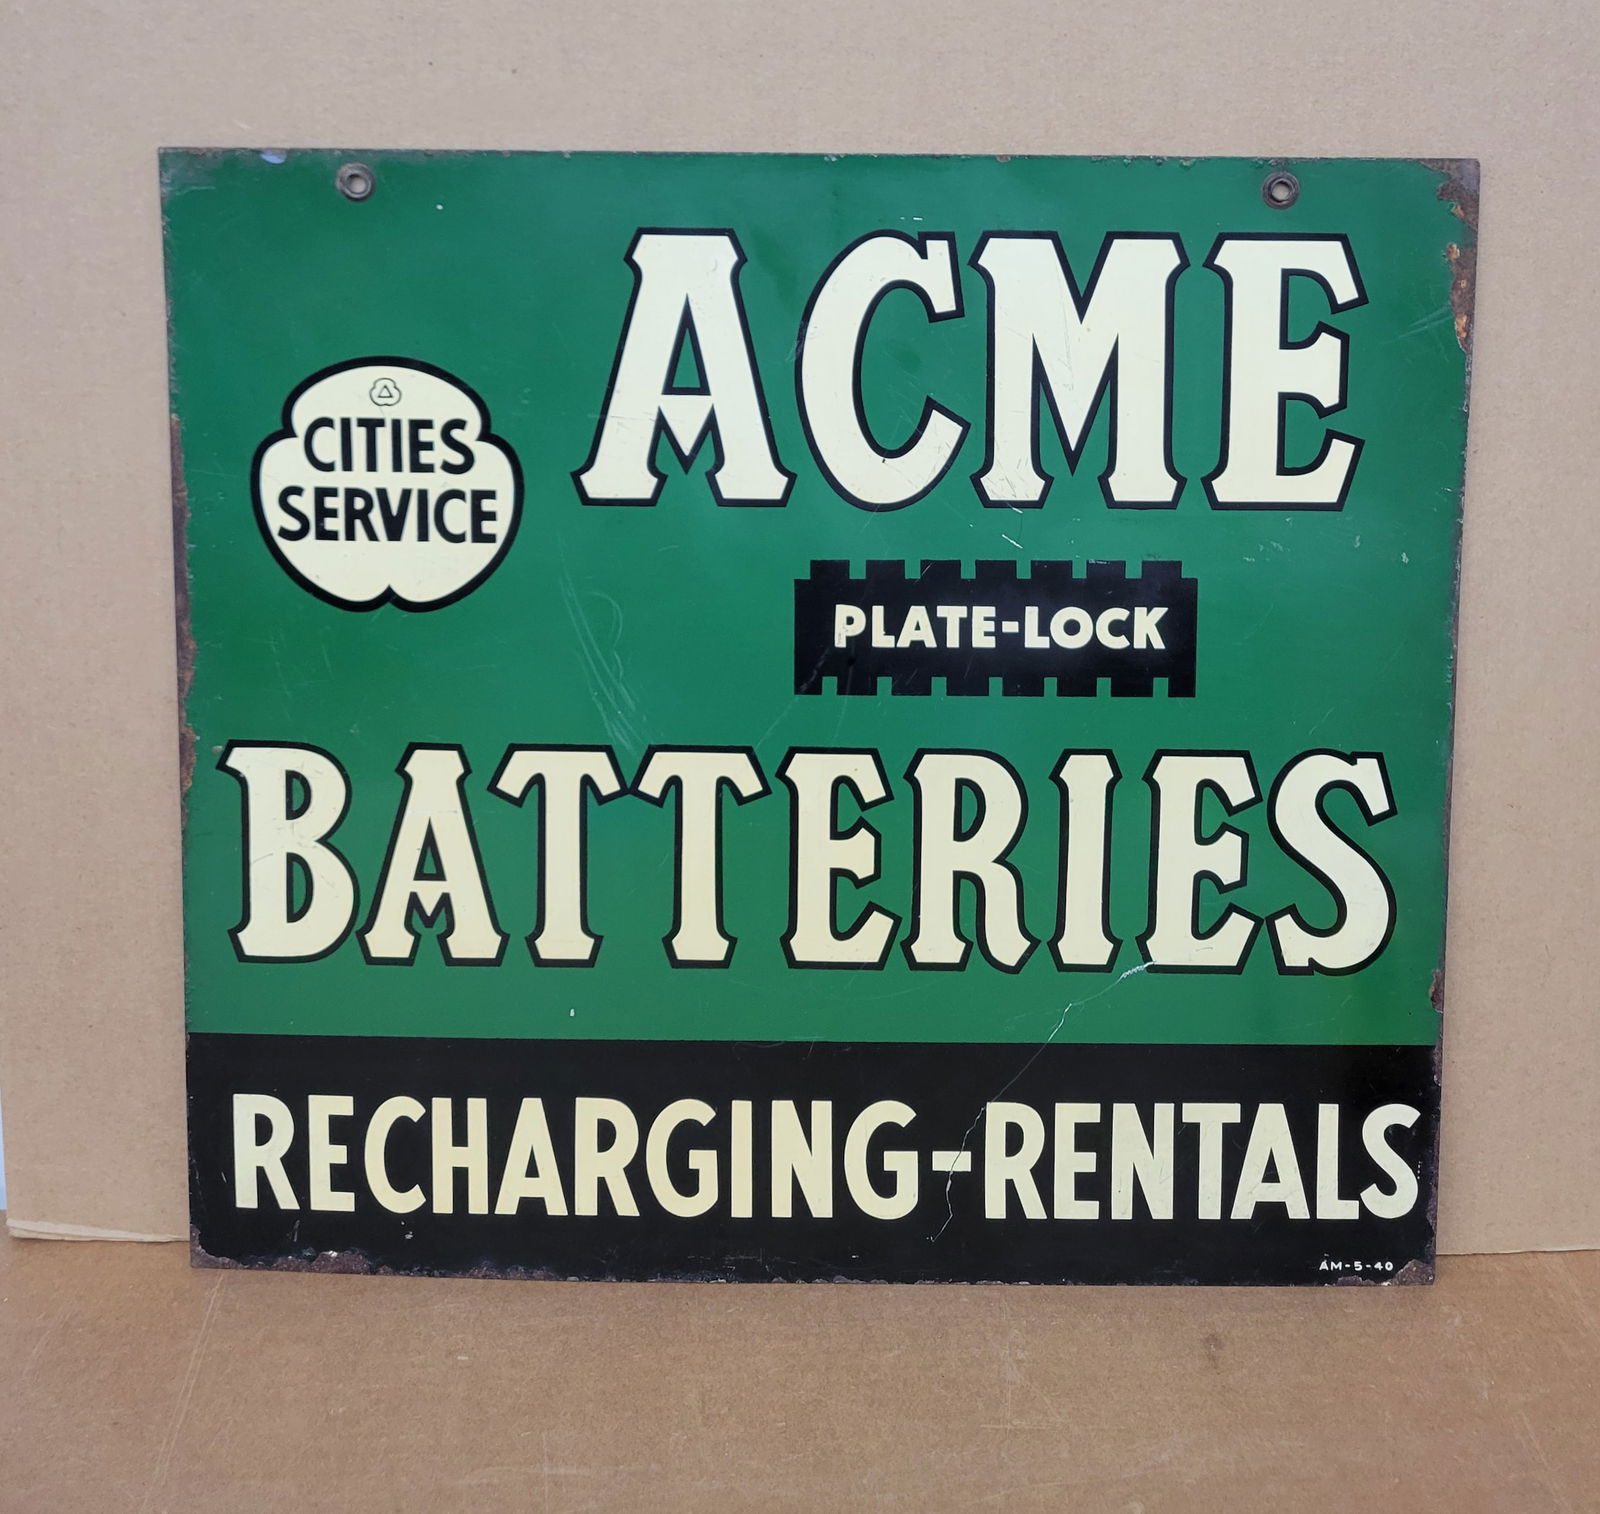 ACME
CITIES
SERVICE
PLATE-LOCK
BATTERIES
RECHARGING-RENTALS
AM-5-40